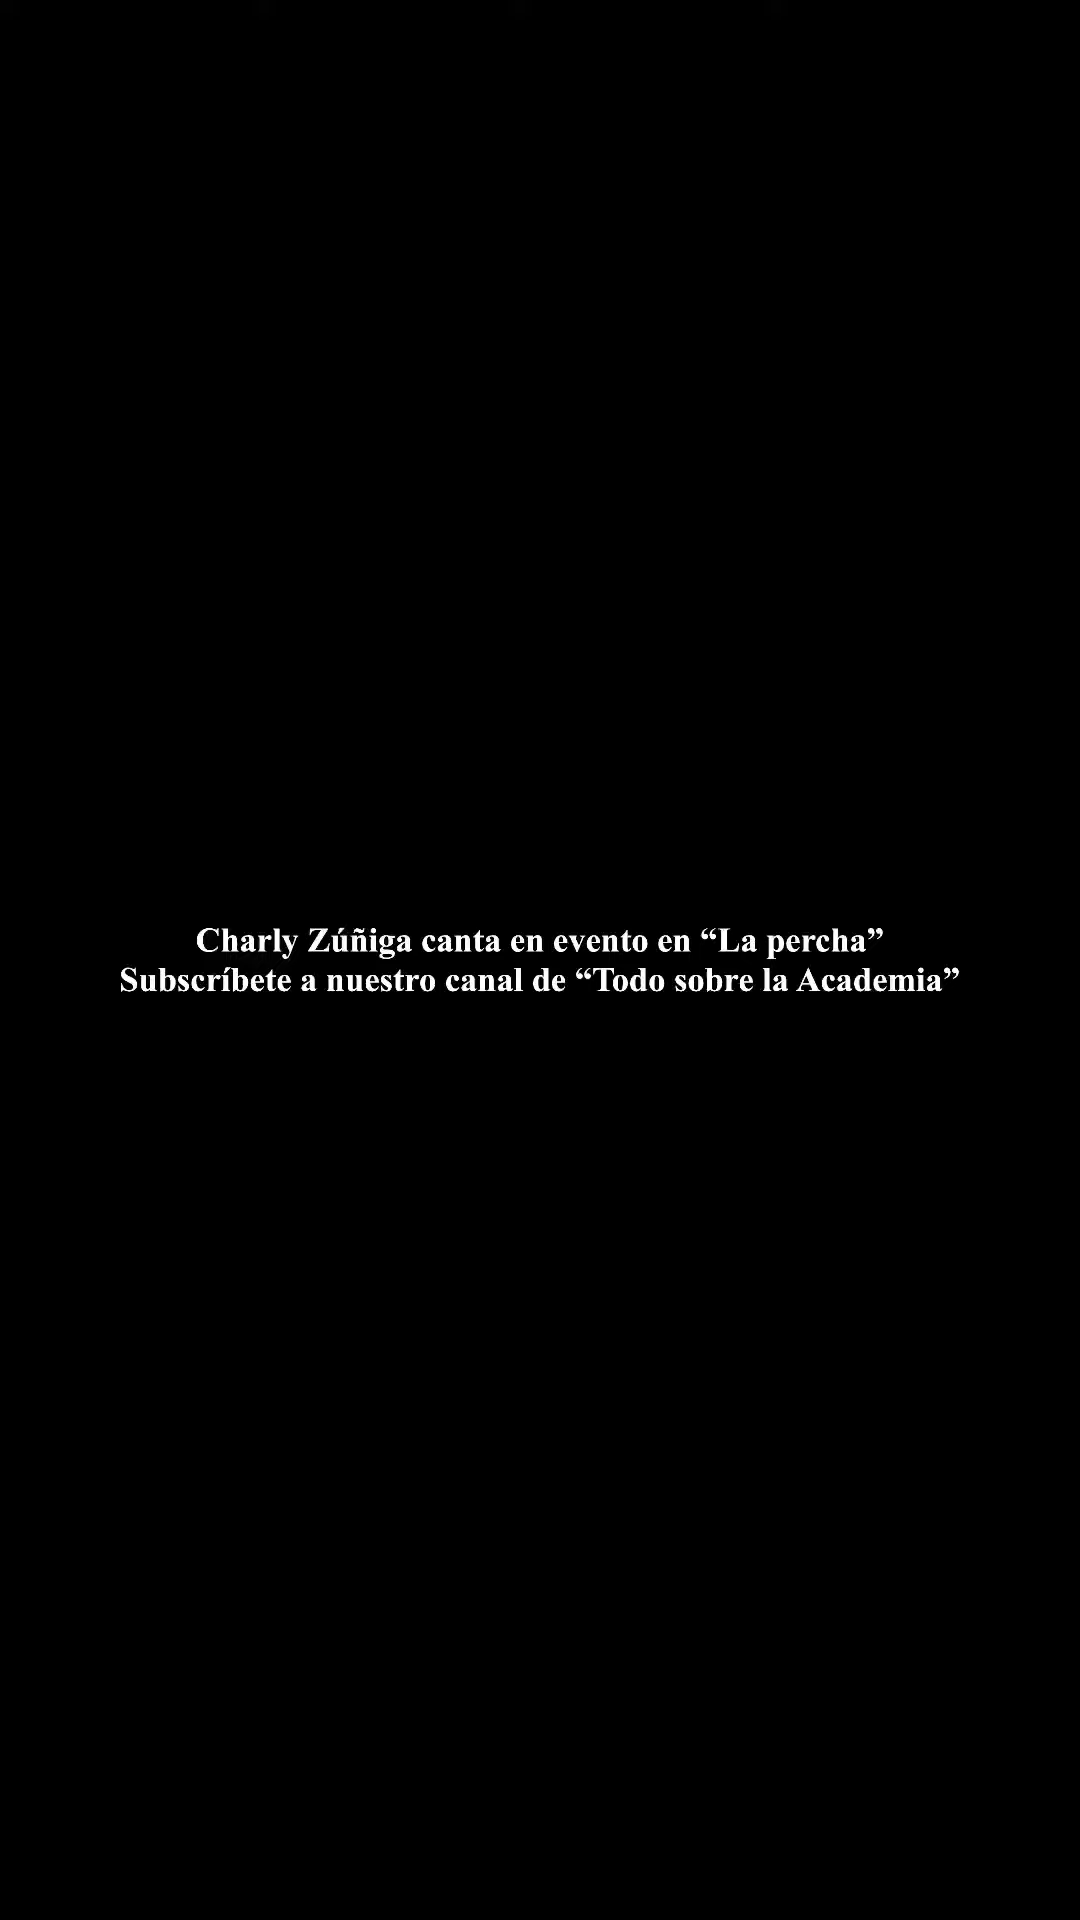 Charly Zúñiga canta en evento en “La percha”
Subscríbete a nuestro canal de “Todo sobre la Academia”